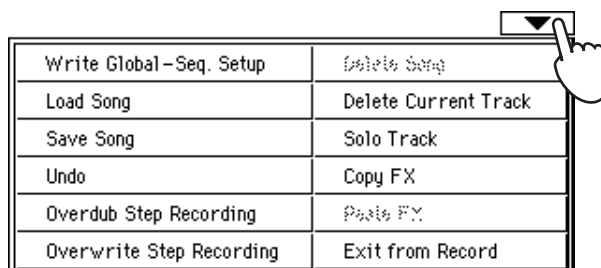 Write Global-Seq. Setup
Delete Song
Load Song
Delete Current Track
Save Song
Solo Track
Undo
Copy FX
Overdub Step Recording
Paste FX
Overwrite Step Recording
Exit from Record